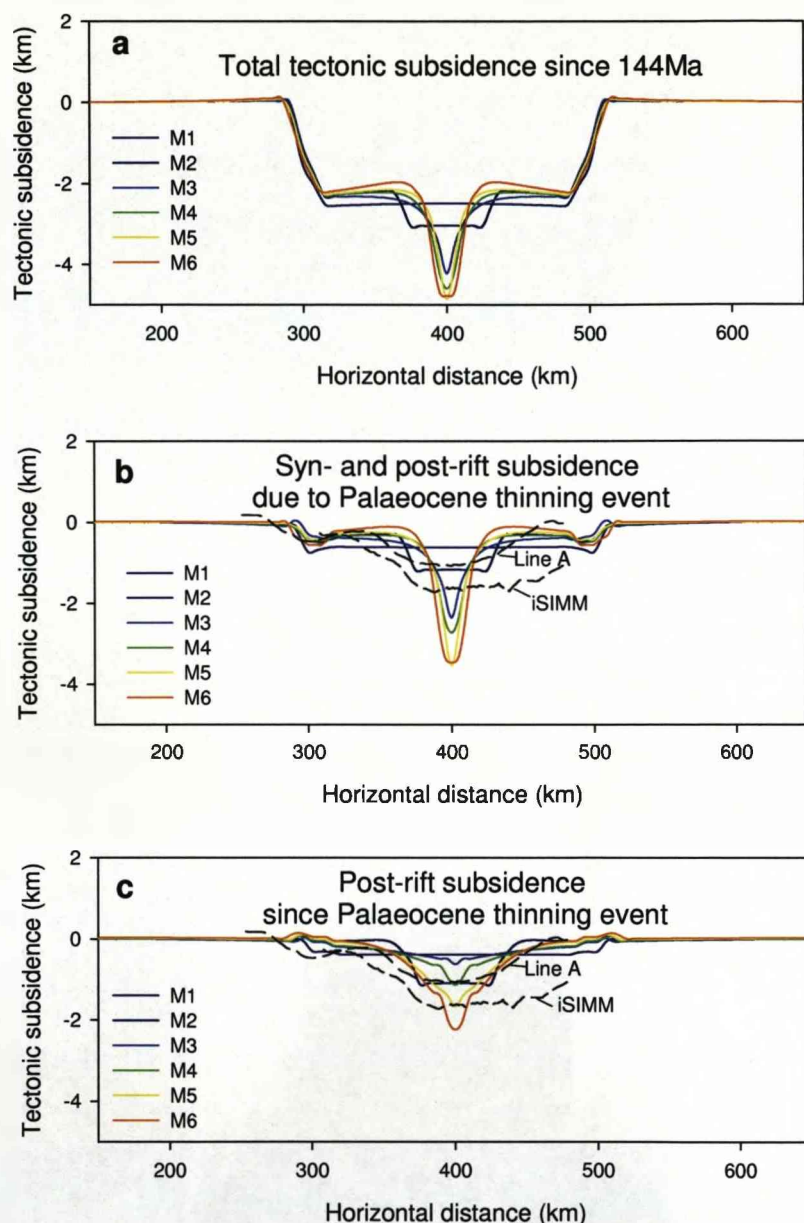 a
Total tectonic subsidence since 144Ma
Tectonic subsidence (km)
2
0
-2
-4
M1
M2
M3
M4
M5
M6
200 300 400 500 600
Horizontal distance (km)
b
Syn- and post-rift subsidence
due to Palaeocene thinning event
Tectonic subsidence (km)
2
0
-2
-4
Line A
iSIMM
M1
M2
M3
M4
M5
M6
200 300 400 500 600
Horizontal distance (km)
c
Post-rift subsidence
since Palaeocene thinning event
Tectonic subsidence (km)
2
0
-2
-4
Line A
iSIMM
M1
M2
M3
M4
M5
M6
200 300 400 500 600
Horizontal distance (km)